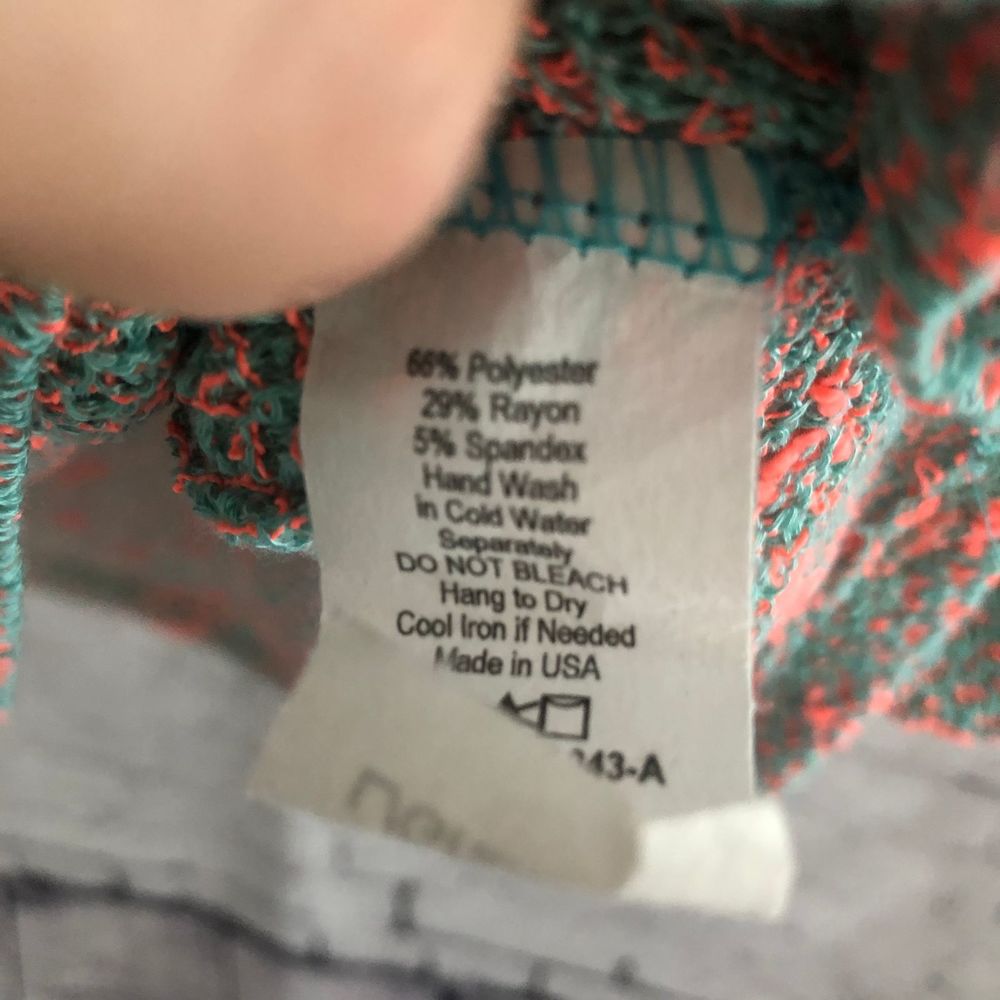 66% Polyester
29% Rayon
5% Spandex
Hand Wash
in Cold Water
Separately
DO NOT BLEACH
Hang to Dry
Cool Iron if Needed
Made in USA
343-A